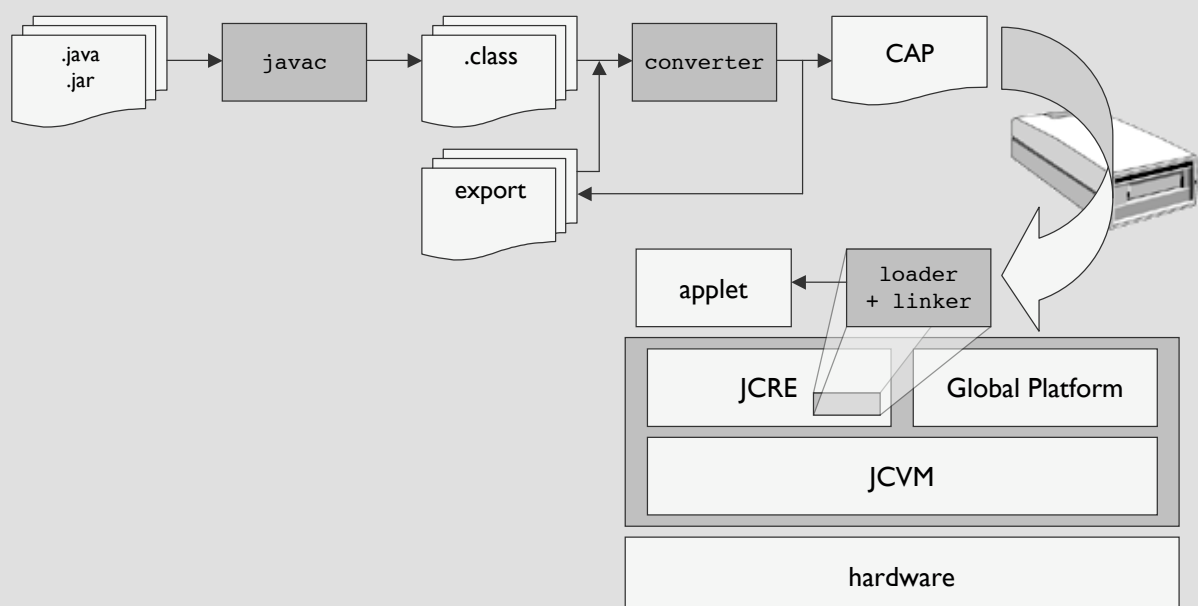 .java
.jar
javac
.class
converter
CAP
export
applet
loader
+ linker
JCRE
Global Platform
JCVM
hardware